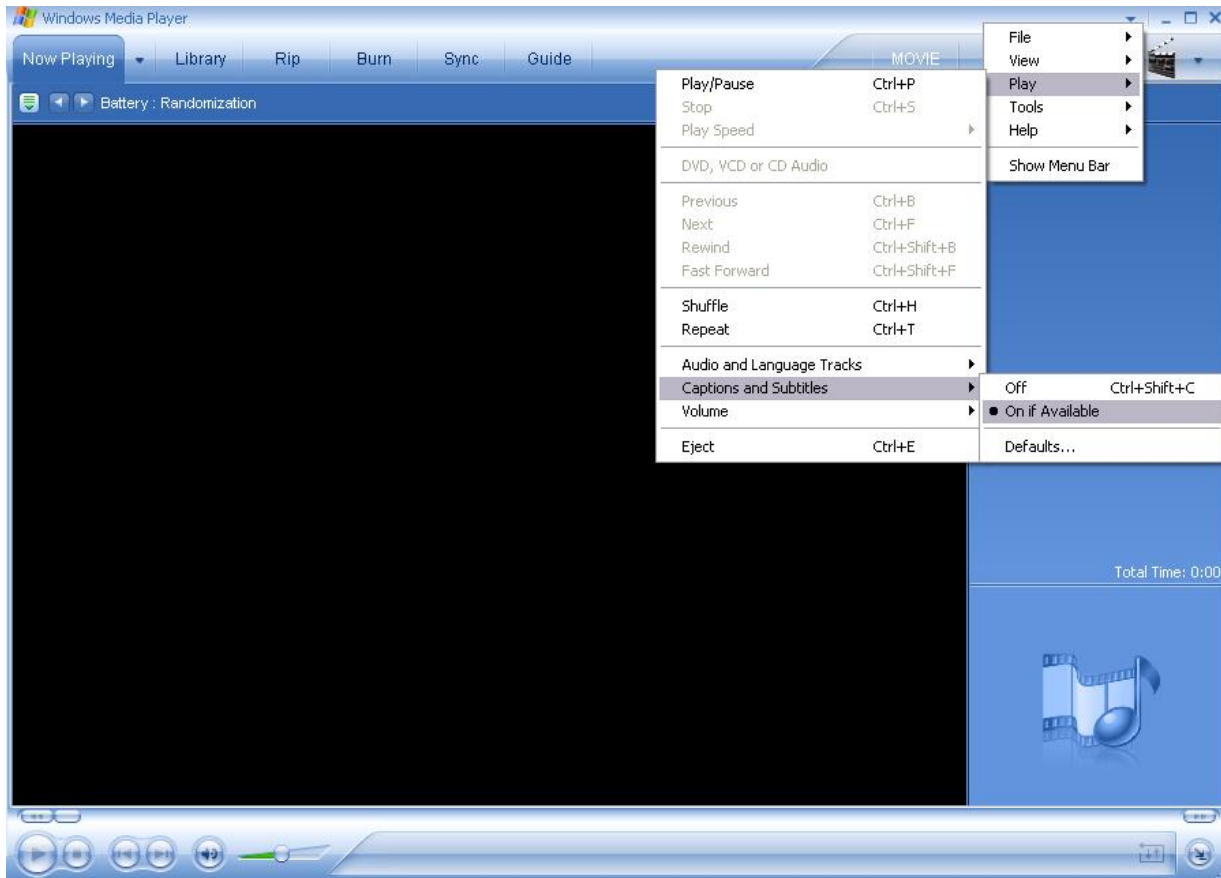 Windows Media Player
Now Playing Library Rip Burn Sync Guide MOVIE
Battery : Randomization
File
View
Play
Tools
Help
Show Menu Bar
Play/Pause Ctrl+P
Stop Ctrl+S
Play Speed
DVD, VCD or CD Audio
Previous Ctrl+B
Next Ctrl+F
Rewind Ctrl+Shift+B
Fast Forward Ctrl+Shift+F
Shuffle Ctrl+H
Repeat Ctrl+T
Audio and Language Tracks
Captions and Subtitles
Volume
Eject Ctrl+E
Off Ctrl+Shift+C
On if Available
Defaults...
Total Time: 0:00